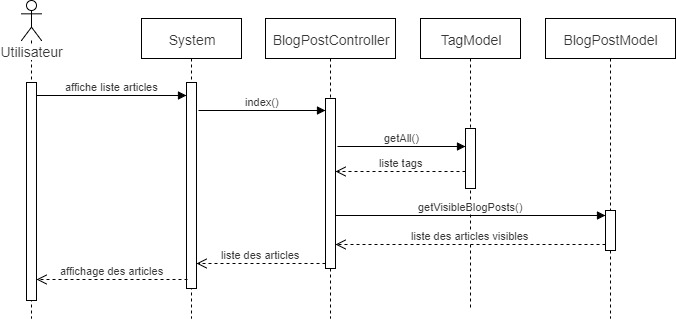 Utilisateur
System
BlogPostController
TagModel
BlogPostModel
affiche liste articles
index()
getAll()
liste tags
getVisibleBlogPosts()
liste des articles visibles
liste des articles
affichage des articles